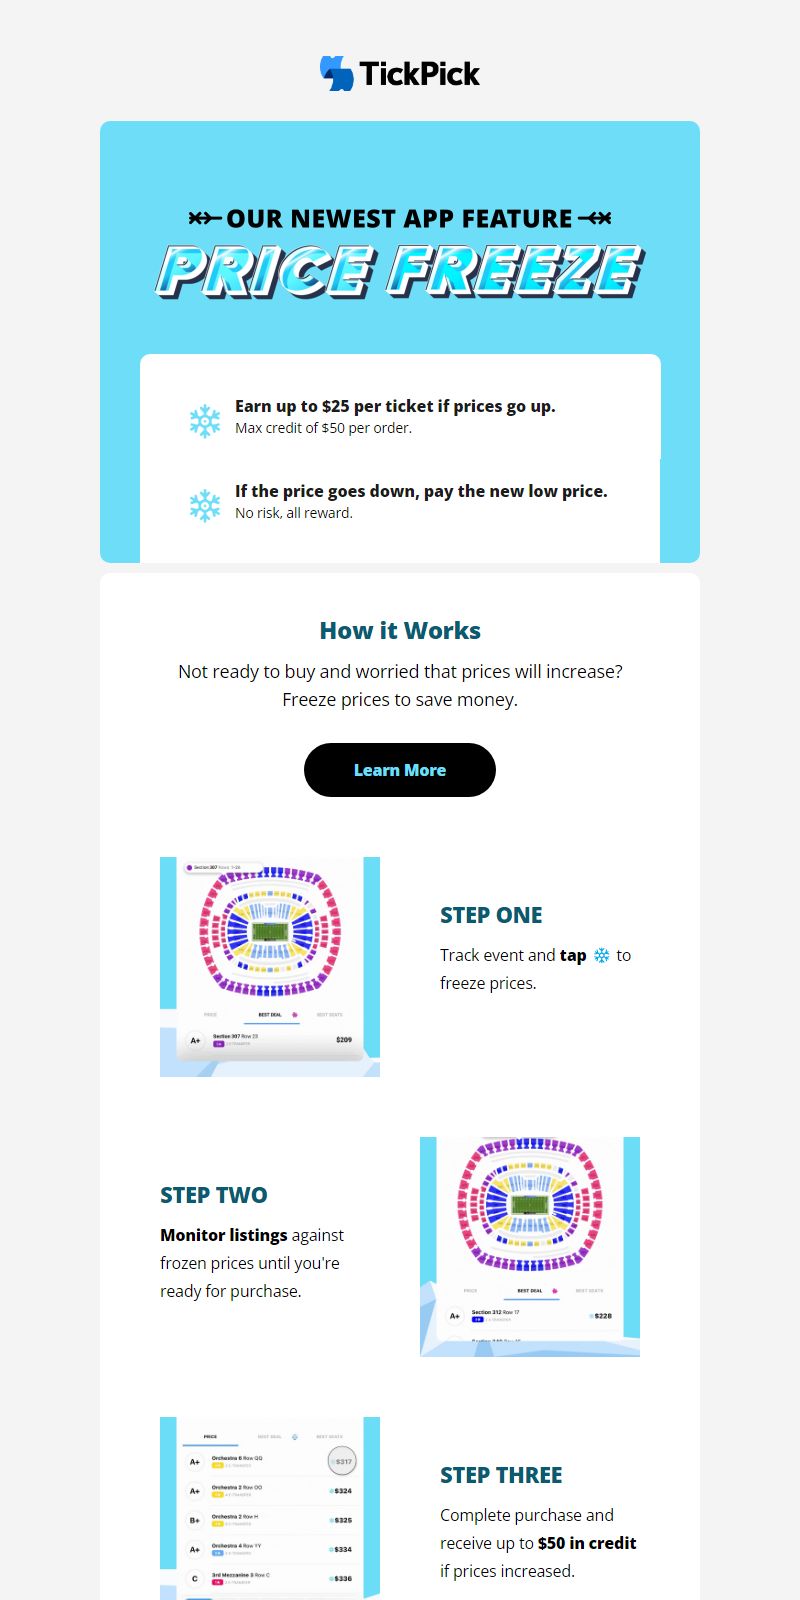 TickPick
OUR NEWEST APP FEATURE
PRICE FREEZE
Earn up to $25 per ticket if prices go up.
Max credit of $50 per order.
If the price goes down, pay the new low price.
No risk, all reward.
How it Works
Not ready to buy and worried that prices will increase?
Freeze prices to save money.
Learn More
Section 307 Rows 1-26
PRICE BEST DEAL BEST SEATS
A+ Section 307 Row 23 $209
STEP ONE
Track event and tap to
freeze prices.
STEP TWO
Monitor listings against
frozen prices until you're
ready for purchase.
PRICE BEST DEAL BEST SEATS
A+ Section 312 Row 17 $228
PRICE BEST DEAL BEST SEATS
A+ Orchestra 6 Row QQ $317
A+ Orchestra 2 Row OO $324
B+ Orchestra 2 Row H $325
A+ Orchestra 4 Row YY $334
C 3rd Mezzanine 3 Row C $336
STEP THREE
Complete purchase and
receive up to $50 in credit
if prices increased.